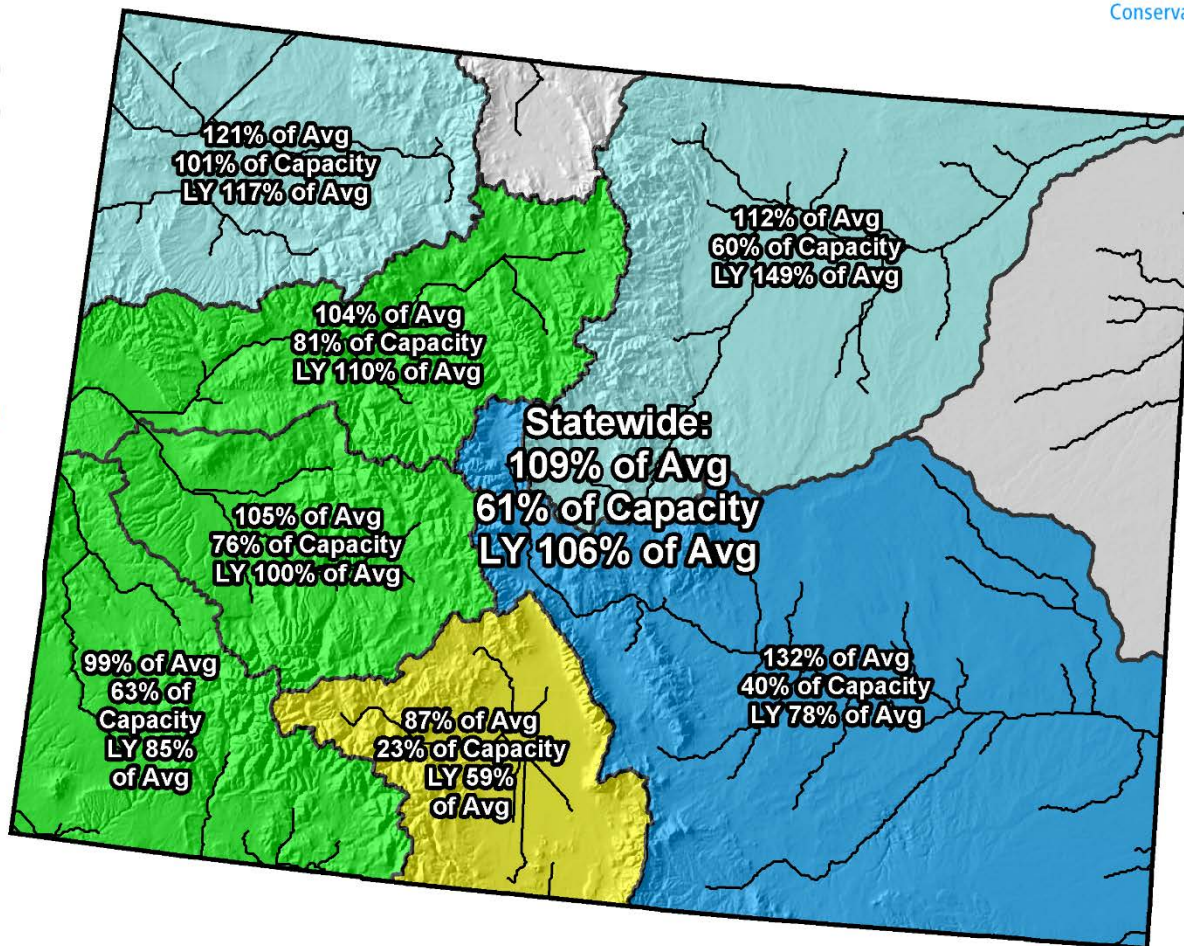 Conserva
121% of Avg
101% of Capacity
LY 117% of Avg
112% of Avg
60% of Capacity
LY 149% of Avg
104% of Avg
81% of Capacity
LY 110% of Avg
Statewide:
109% of Avg
61% of Capacity
LY 106% of Avg
105% of Avg
76% of Capacity
LY 100% of Avg
99% of Avg
63% of
Capacity
LY 85%
of Avg
87% of Avg
23% of Capacity
LY 59%
of Avg
132% of Avg
40% of Capacity
LY 78% of Avg